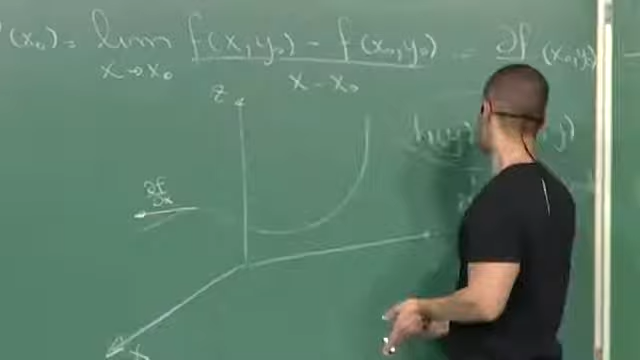 '(x₀) = lim x→x₀ (f(x,y₀) - f(x₀,y₀)) / (x - x₀) = ∂f (x₀,y₀)
z
h(y)
∂f/∂x
x